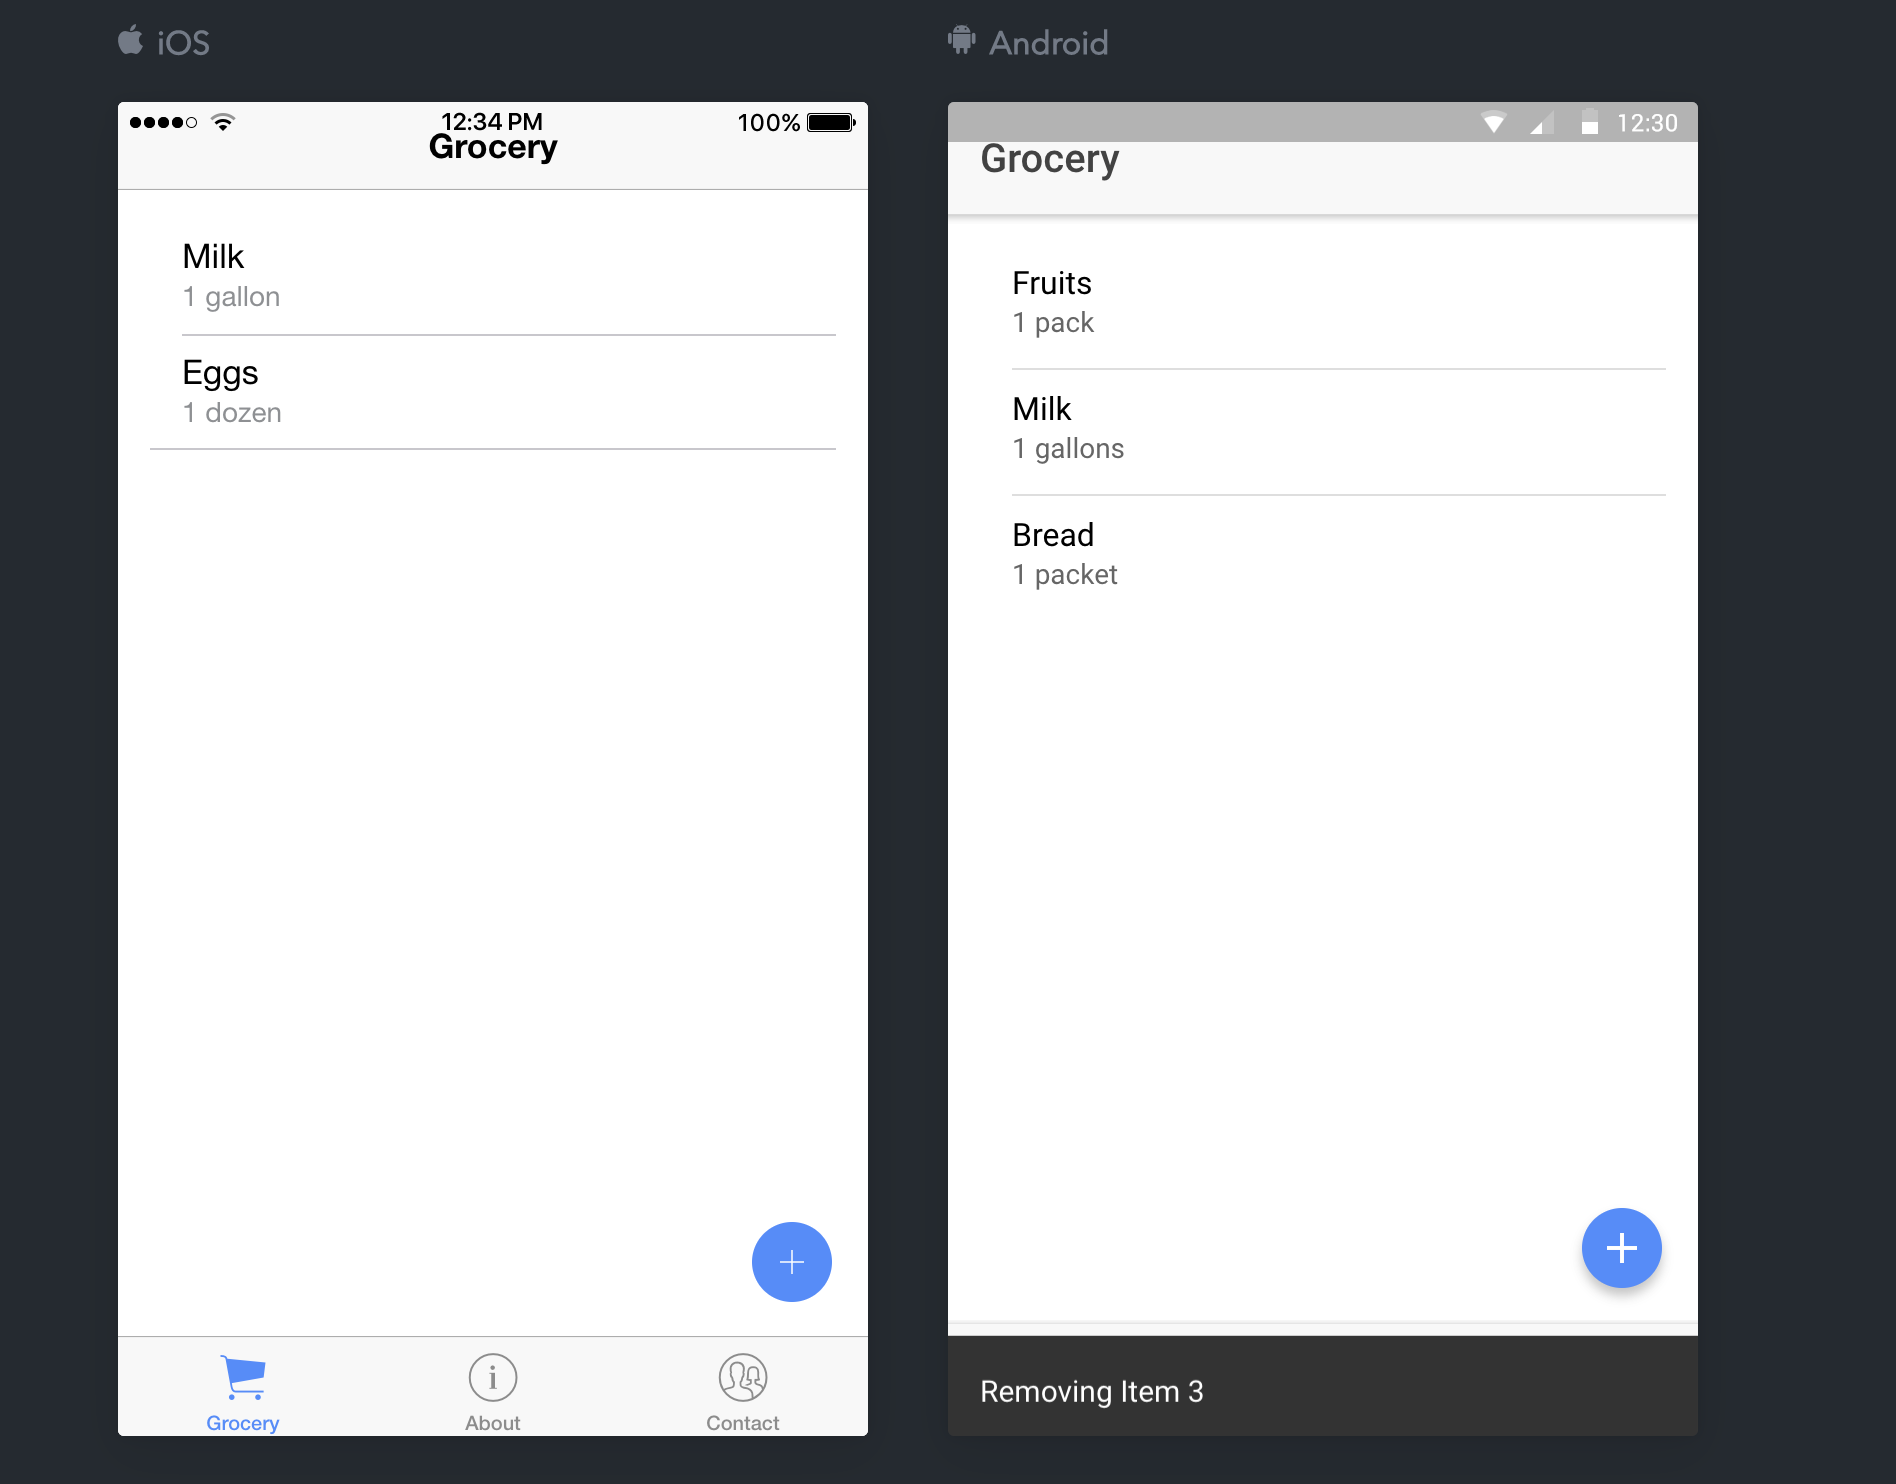 iOS
12:34 PM
100%
Grocery
Milk
1 gallon
Eggs
1 dozen
Grocery
About
Contact
Android
12:30
Grocery
Fruits
1 pack
Milk
1 gallons
Bread
1 packet
Removing Item 3